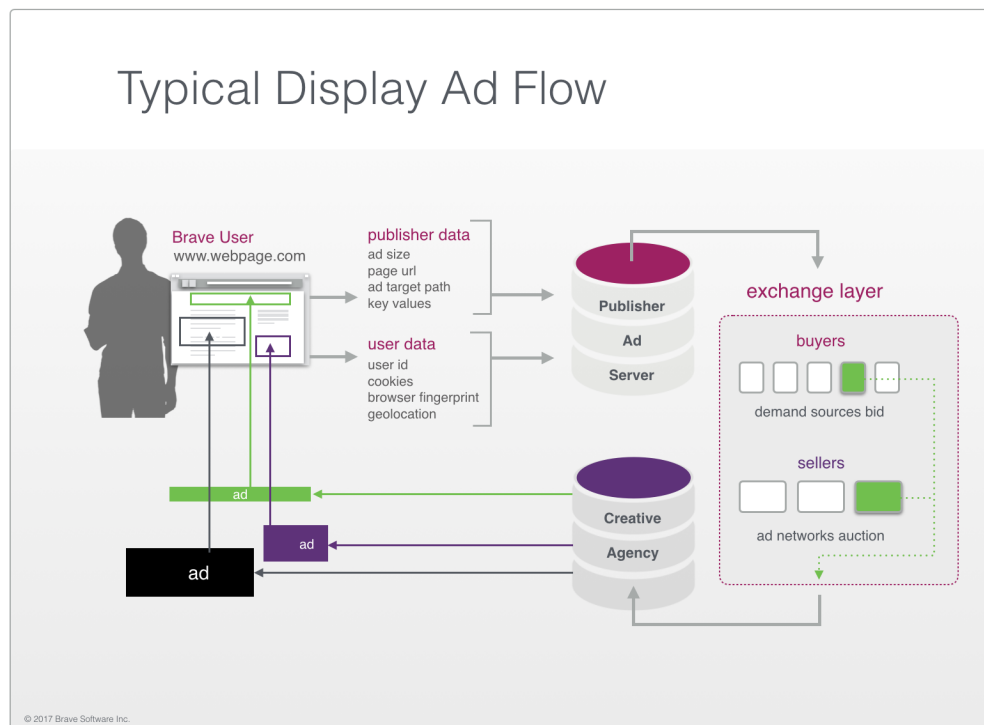 Typical Display Ad Flow
Brave User
www.webpage.com
publisher data
ad size
page url
ad target path
key values
user data
user id
cookies
browser fingerprint
geolocation
Publisher
Ad
Server
exchange layer
buyers
demand sources bid
sellers
ad networks auction
Creative
Agency
ad
ad
ad
© 2017 Brave Software Inc.